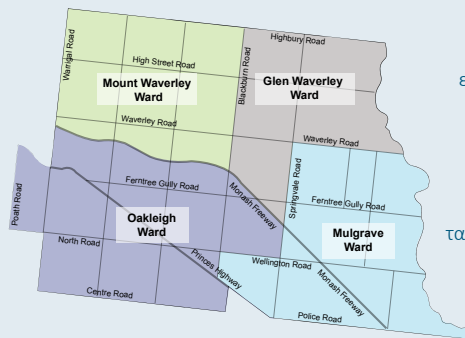 Highbury Road
Warrigal Road
High Street Road
Blackburn Road
Mount Waverley
Ward
Glen Waverley
Ward
Waverley Road
Waverley Road
Springvale Road
Ferntree Gully Road
Monash Freeway
Ferntree Gully Road
Poath Road
Oakleigh
Ward
Mulgrave
Ward
North Road
Princes Highway
Wellington Road
Monash Freeway
Centre Road
Police Road
ε
τα